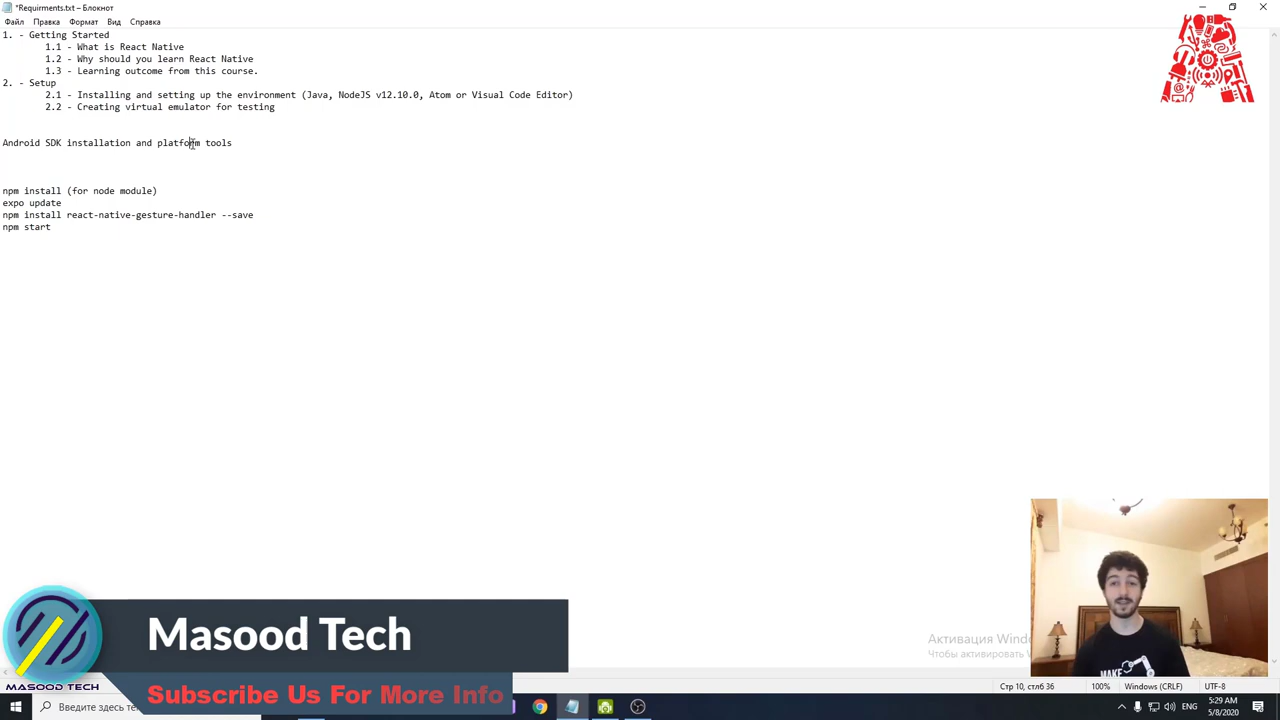 *Requirments.txt – Блокнот
Файл Правка Формат Вид Справка
1. - Getting Started
1.1 - What is React Native
1.2 - Why should you learn React Native
1.3 - Learning outcome from this course.
2. - Setup
2.1 - Installing and setting up the environment (Java, NodeJS v12.10.0, Atom or Visual Code Editor)
2.2 - Creating virtual emulator for testing
Android SDK installation and platform tools
npm install (for node module)
expo update
npm install react-native-gesture-handler --save
npm start
Masood Tech
Subscribe Us For More Info
MASOOD TECH
Активация Wind
Чтобы активировать
MAKE
Стр 10, стлб 36
100%
Windows (CRLF)
UTF-8
Введите здесь
ENG
5:29 AM
5/8/2020